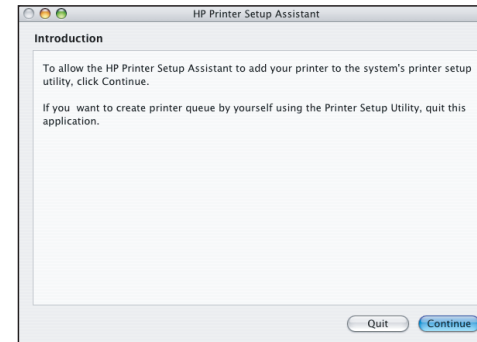 HP Printer Setup Assistant
Introduction
To allow the HP Printer Setup Assistant to add your printer to the system's printer setup
utility, click Continue.
If you want to create printer queue by yourself using the Printer Setup Utility, quit this
application.
Quit Continue